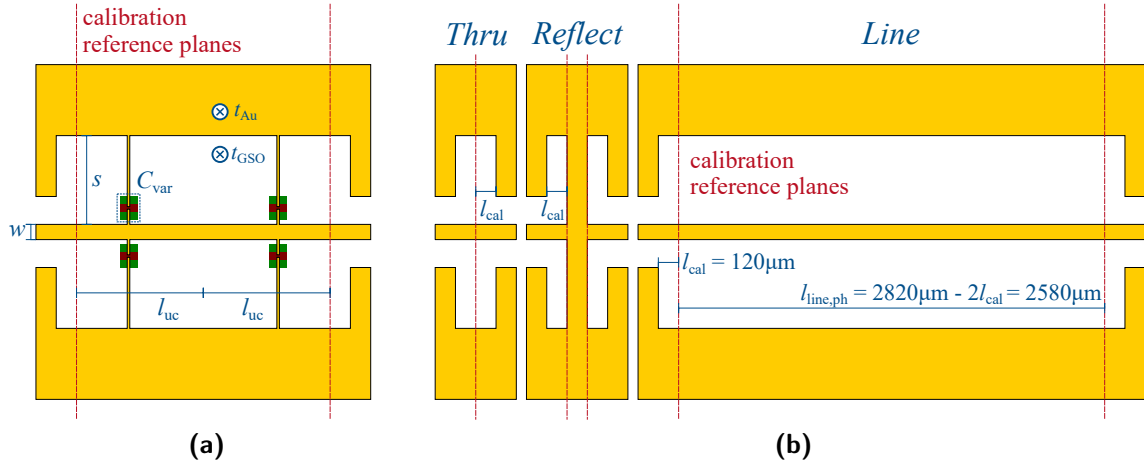 calibration
reference planes
t_Au
t_GSO
s
C_var
w
l_uc
l_uc
(a)
Thru
Reflect
Line
l_cal
l_cal
calibration
reference planes
l_cal = 120µm
l_line,ph = 2820µm - 2l_cal = 2580µm
(b)